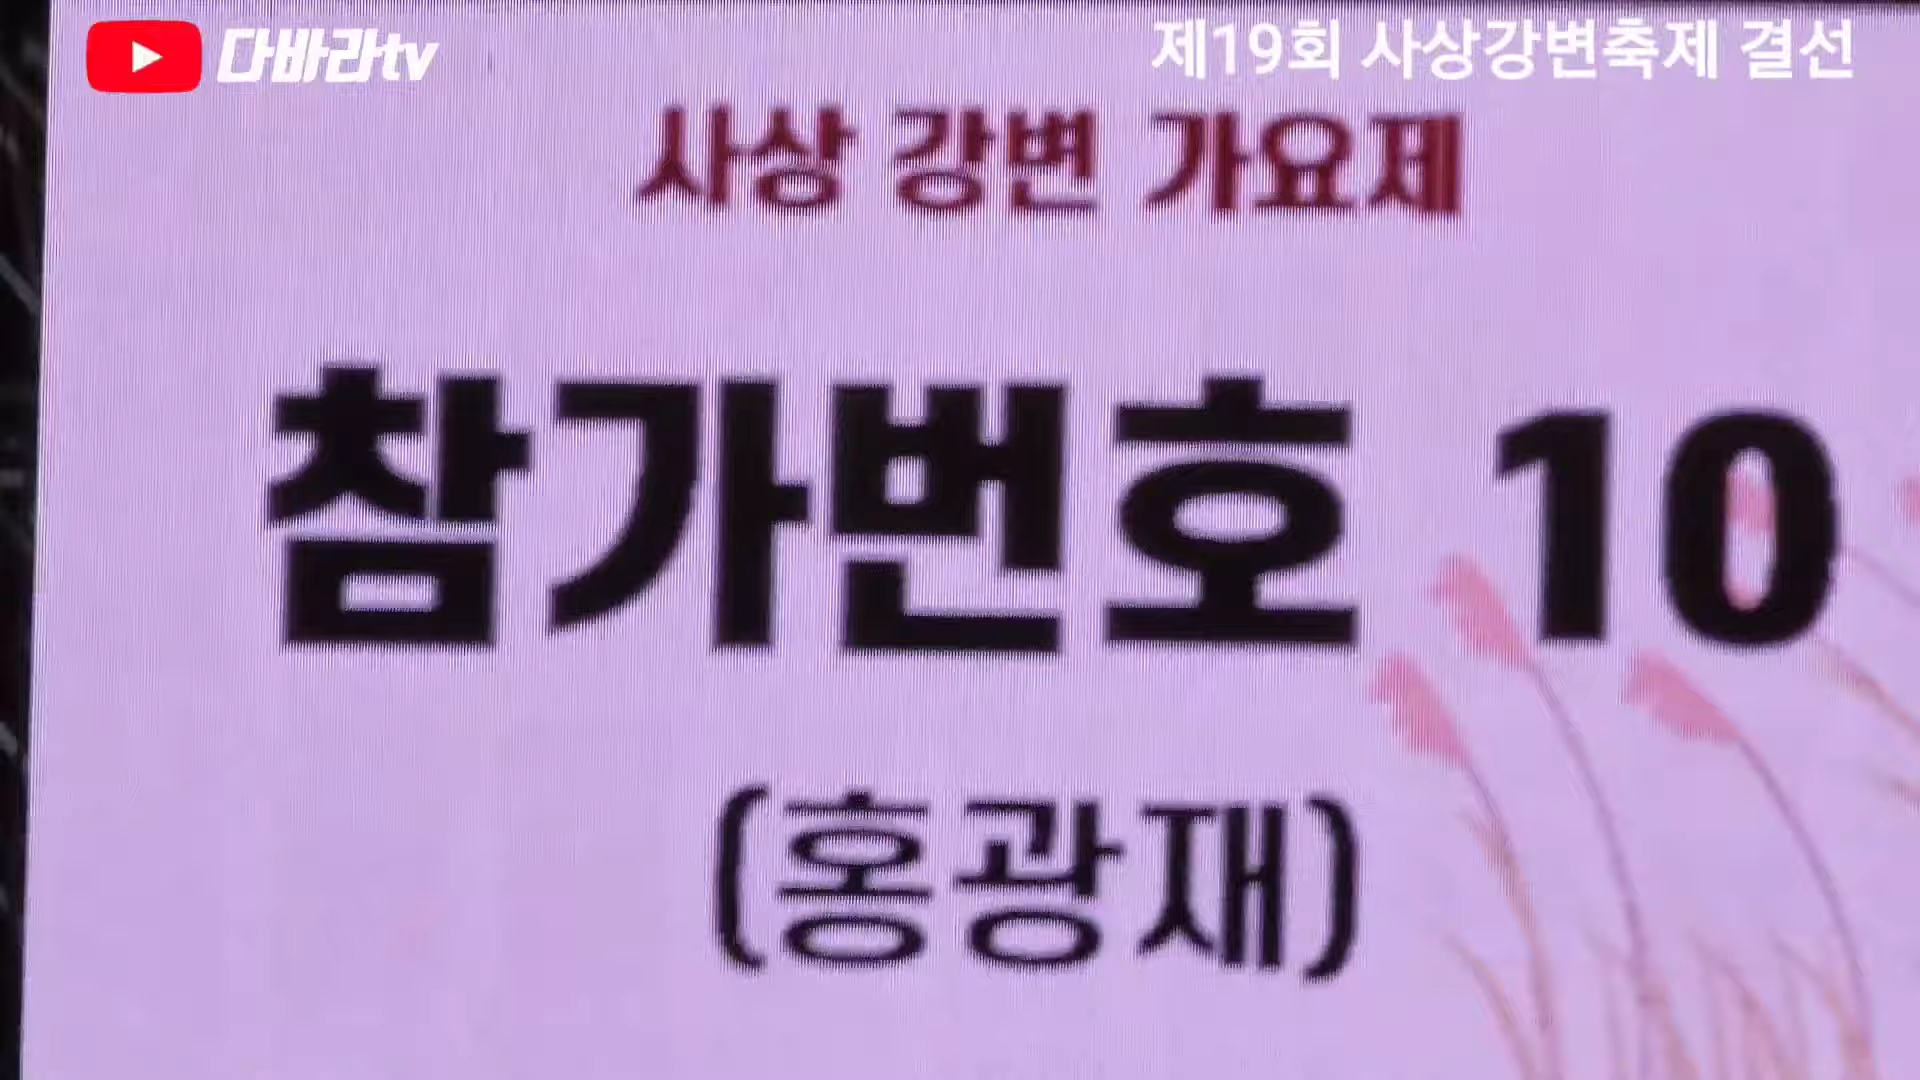 다바라tv
제19회 사상강변축제 결선
사상 강변 가요제
참가번호 10
(홍광재)